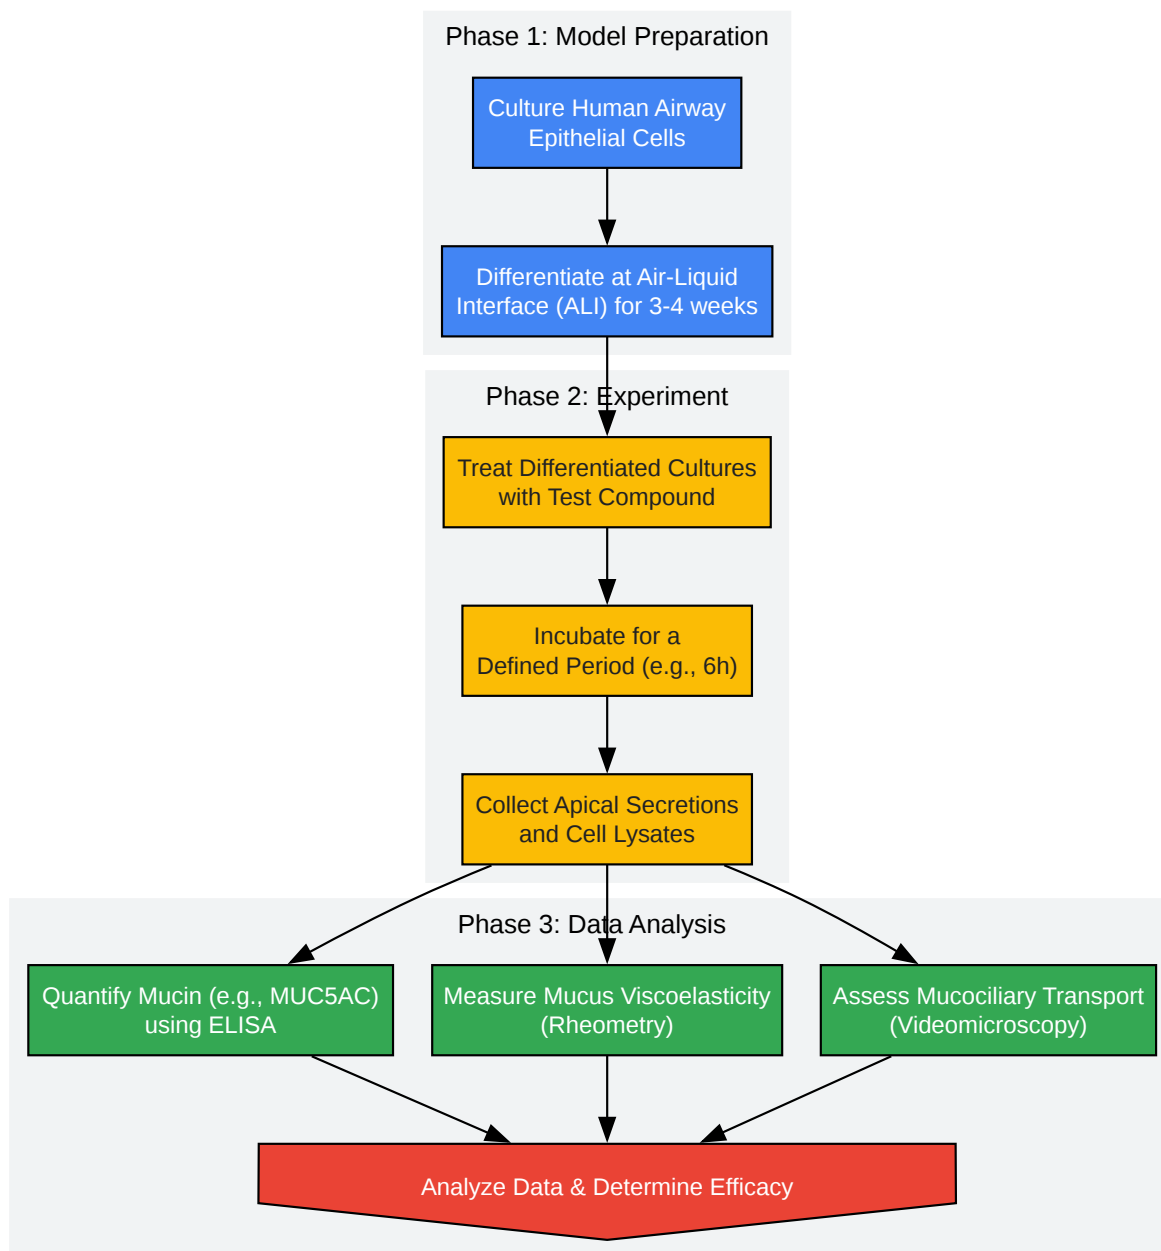 Phase 1: Model Preparation
Culture Human Airway
Epithelial Cells
Differentiate at Air-Liquid
Interface (ALI) for 3-4 weeks
Phase 2: Experiment
Treat Differentiated Cultures
with Test Compound
Incubate for a
Defined Period (e.g., 6h)
Collect Apical Secretions
and Cell Lysates
Phase 3: Data Analysis
Quantify Mucin (e.g., MUC5AC)
using ELISA
Measure Mucus Viscoelasticity
(Rheometry)
Assess Mucociliary Transport
(Videomicroscopy)
Analyze Data & Determine Efficacy